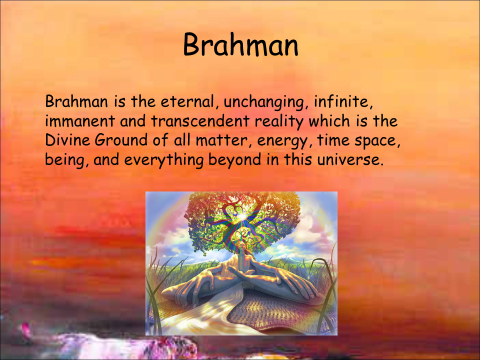 Brahman
Brahman is the eternal, unchanging, infinite,
immanent and transcendent reality which is the
Divine Ground of all matter, energy, time space,
being, and everything beyond in this universe.